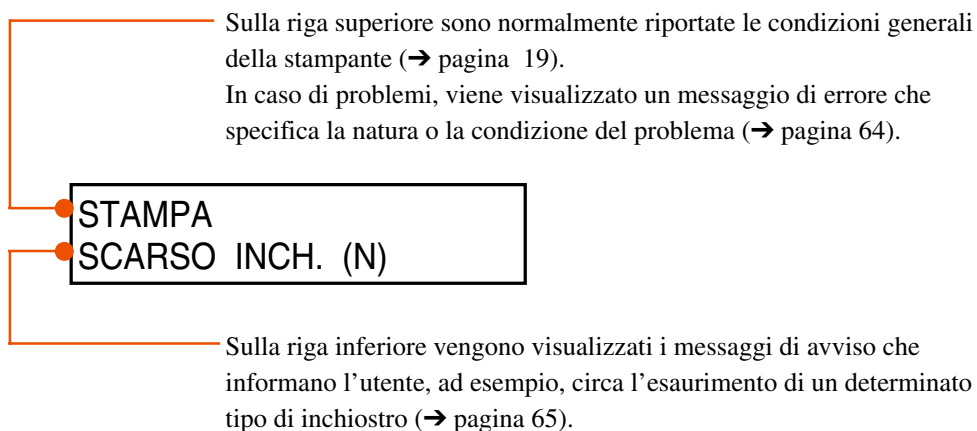 Sulla riga superiore sono normalmente riportate le condizioni generali
della stampante (➔ pagina 19).
In caso di problemi, viene visualizzato un messaggio di errore che
specifica la natura o la condizione del problema (➔ pagina 64).
STAMPA
SCARSO INCH. (N)
Sulla riga inferiore vengono visualizzati i messaggi di avviso che
informano l’utente, ad esempio, circa l’esaurimento di un determinato
tipo di inchiostro (➔ pagina 65).